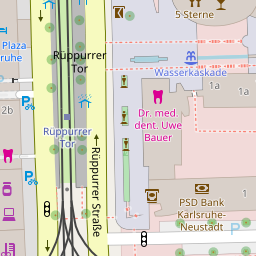 5 Sterne
Plaza
ruhe
Rüppurrer
Tor
Wasserkaskade
1a
1a
2b
P
Dr. med.
dent. Uwe
Bauer
Rüppurrer
Tor
← Rüppurrer Straße
←
PSD Bank
Karlsruhe-
Neustadt
P